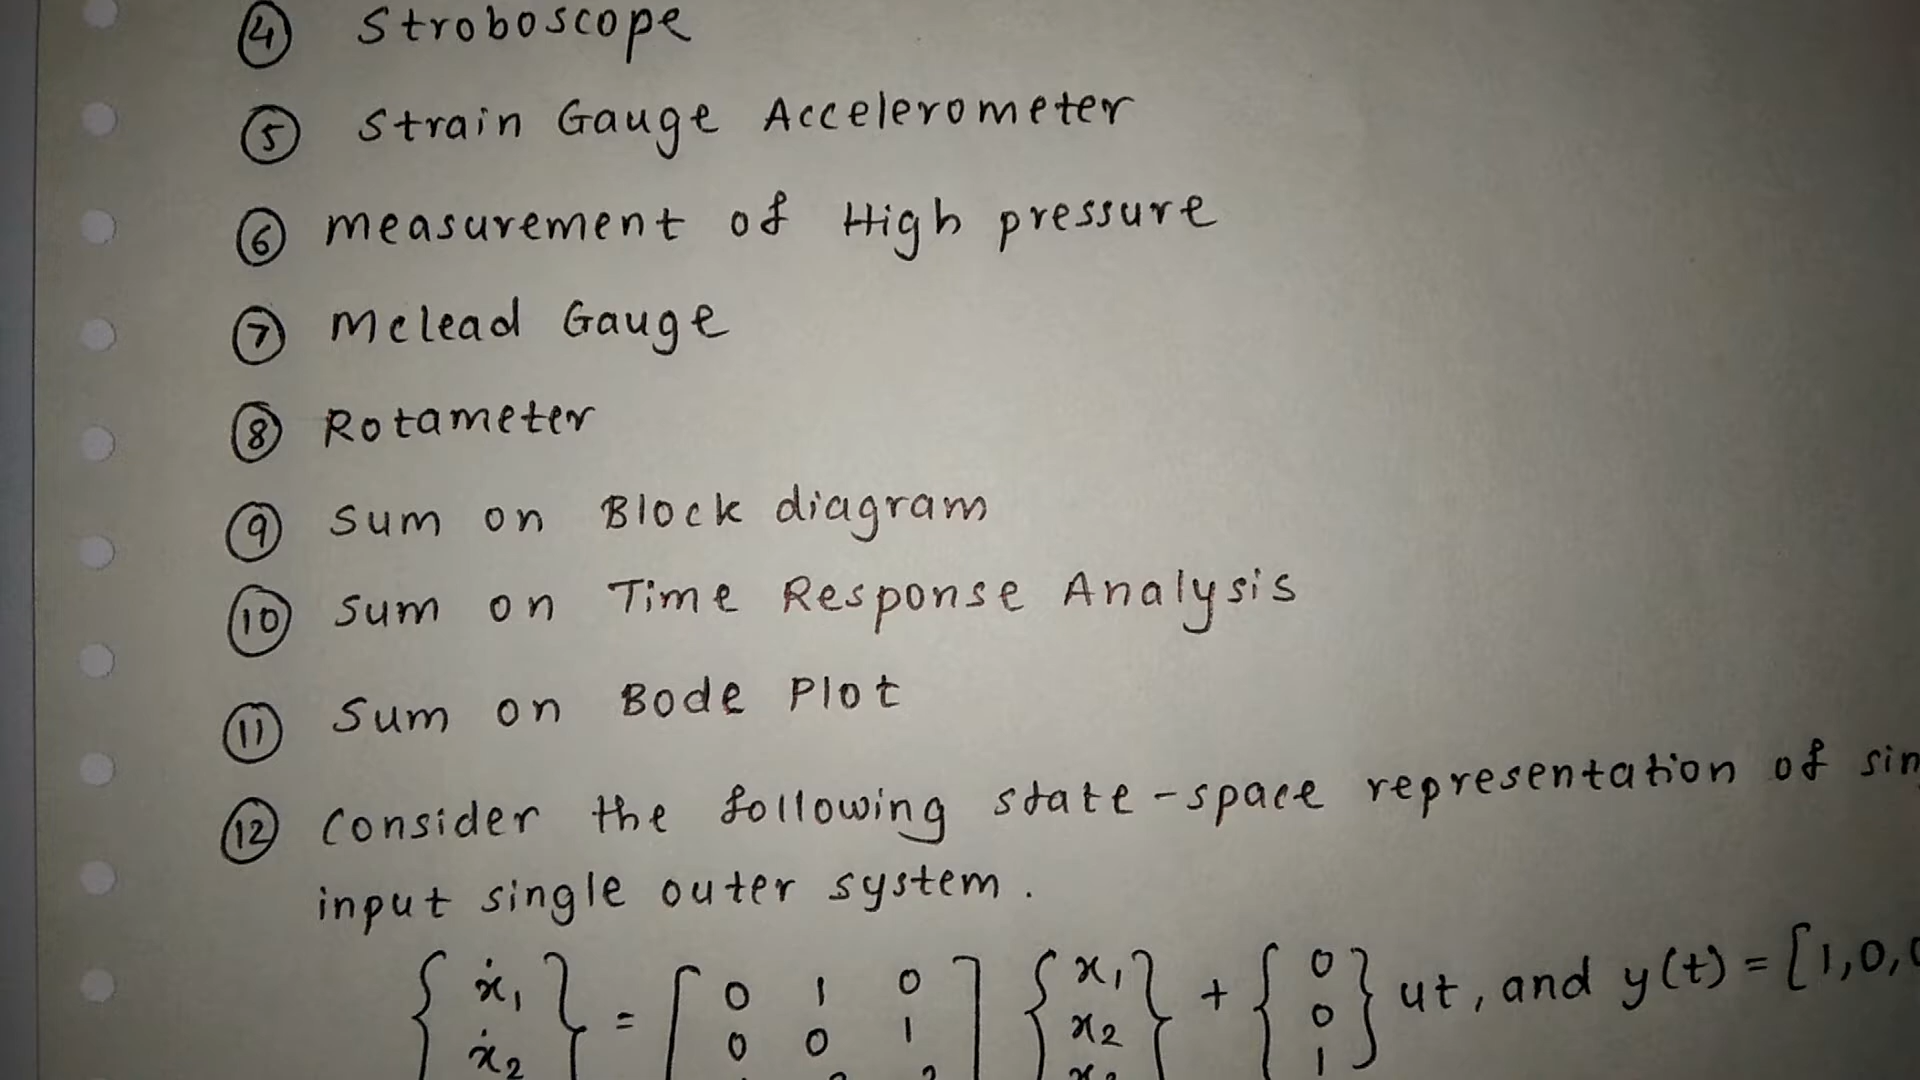 ④ Stroboscope
⑤ Strain Gauge Accelerometer
⑥ measurement of High pressure
⑦ Mclead Gauge
⑧ Rotameter
⑨ Sum on Block diagram
⑩ Sum on Time Response Analysis
⑪ Sum on Bode Plot
⑫ Consider the following state-space representation of
input single outer system.
{ẋ₁ = [0 1 0 {x₁ + {0 ut, and y(t) = [1,0,
ẋ₂ 0 0 1 x₂ 0
1